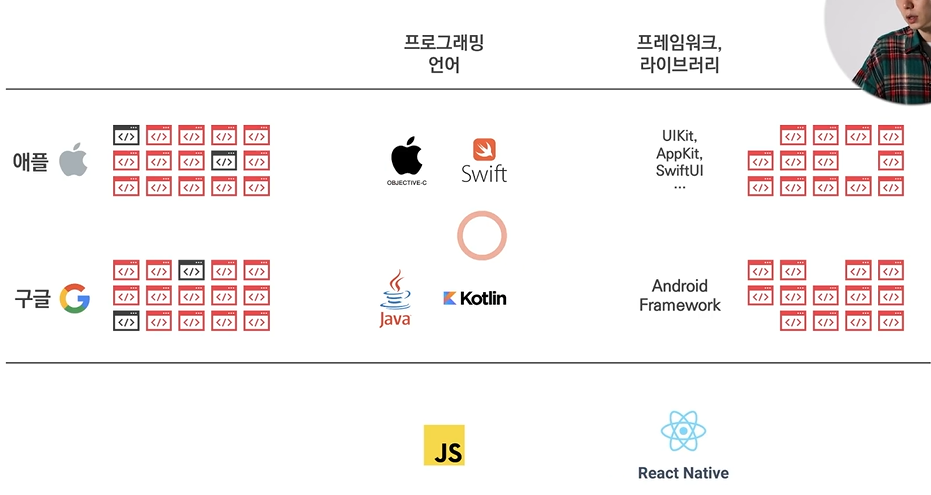 프로그래밍
언어
프레임워크,
라이브러리
애플
OBJECTIVE-C
Swift
UIKit,
AppKit,
SwiftUI
...
구글
Java
Kotlin
Android
Framework
JS
React Native